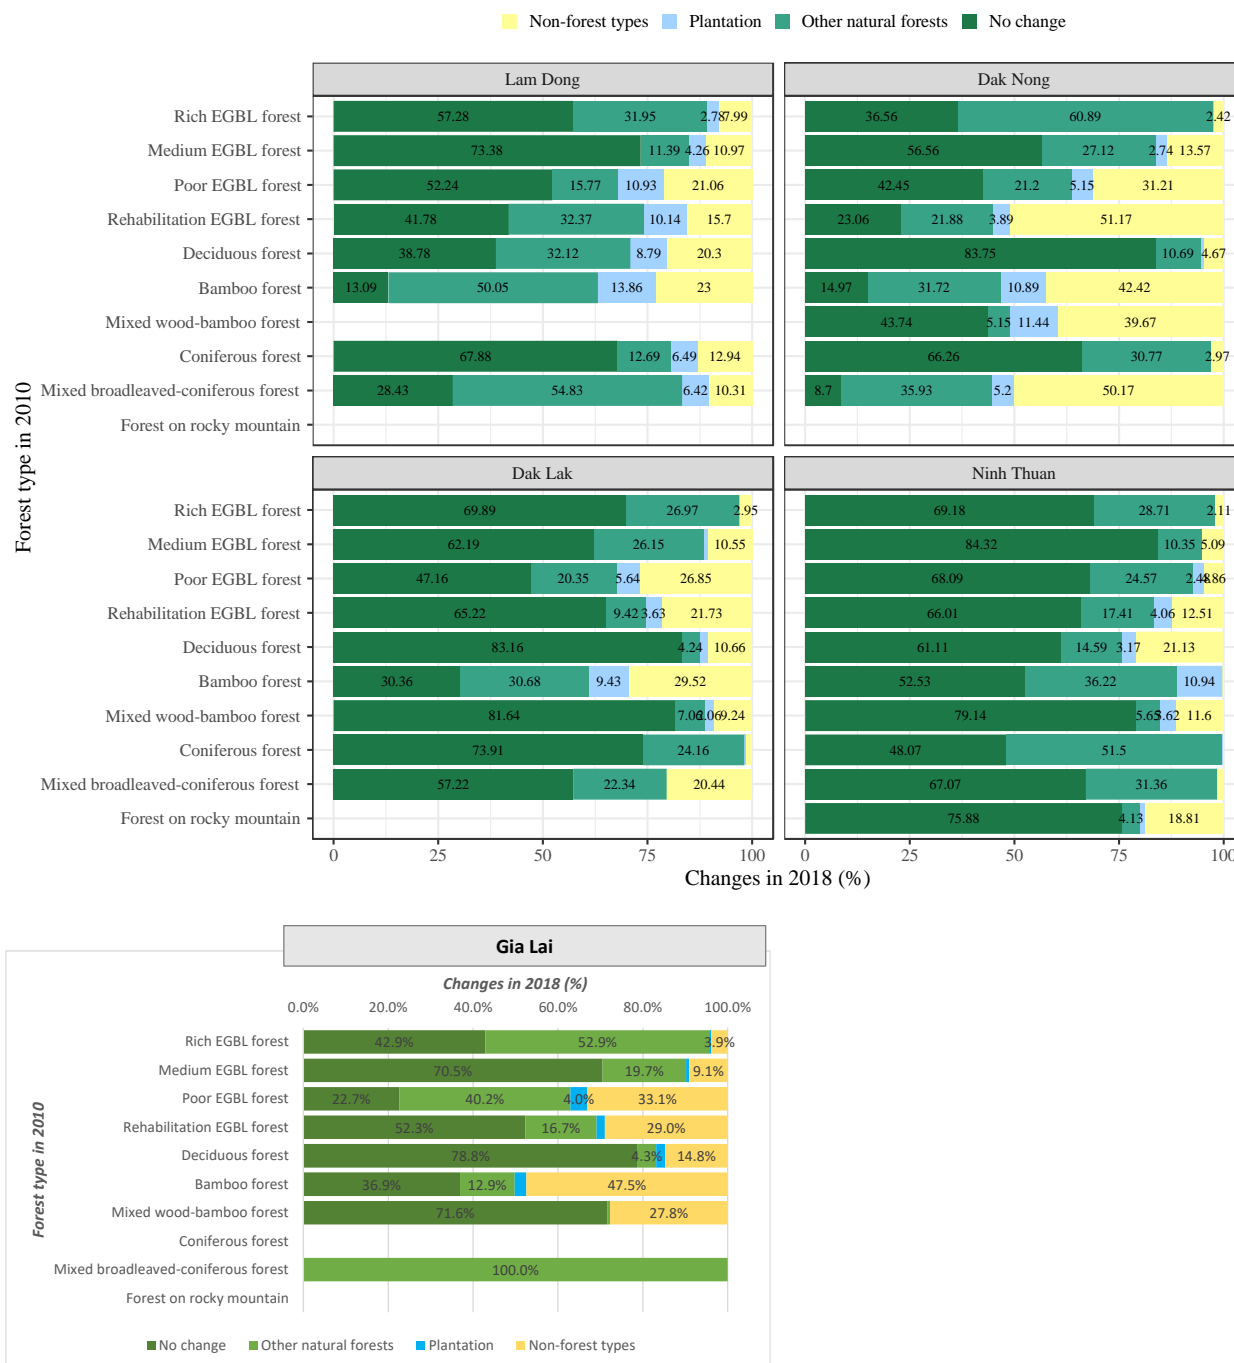 Non-forest types Plantation Other natural forests No change
Lam Dong
Dak Nong
Rich EGBL forest 57.28 31.95 2.78 7.99 36.56 60.89 2.42
Medium EGBL forest 73.38 11.39 4.26 10.97 56.56 27.12 2.74 13.57
Poor EGBL forest 52.24 15.77 10.93 21.06 42.45 21.2 5.15 31.21
Rehabilitation EGBL forest 41.78 32.37 10.14 15.7 23.06 21.88 3.89 51.17
Deciduous forest 38.78 32.12 8.79 20.3 83.75 10.69 4.67
Bamboo forest 13.09 50.05 13.86 23 14.97 31.72 10.89 42.42
Mixed wood-bamboo forest 43.74 5.15 11.44 39.67
Coniferous forest 67.88 12.69 6.49 12.94 66.26 30.77 2.97
Mixed broadleaved-coniferous forest 28.43 54.83 6.42 10.31 8.7 35.93 5.2 50.17
Forest on rocky mountain
Forest type in 2010
Dak Lak
Ninh Thuan
Rich EGBL forest 69.89 26.97 2.95 69.18 28.71 2.11
Medium EGBL forest 62.19 26.15 10.55 84.32 10.35 5.09
Poor EGBL forest 47.16 20.35 5.64 26.85 68.09 24.57 2.48 4.86
Rehabilitation EGBL forest 65.22 9.42 3.63 21.73 66.01 17.41 4.06 12.51
Deciduous forest 83.16 4.24 10.66 61.11 14.59 3.17 21.13
Bamboo forest 30.36 30.68 9.43 29.52 52.53 36.22 10.94
Mixed wood-bamboo forest 81.64 7.06 2.06 9.24 79.14 5.65 3.62 11.6
Coniferous forest 73.91 24.16 48.07 51.5
Mixed broadleaved-coniferous forest 57.22 22.34 20.44 67.07 31.36
Forest on rocky mountain 75.88 4.13 18.81
0 25 50 75 100 0 25 50 75 100
Changes in 2018 (%)
Gia Lai
Changes in 2018 (%)
0.0% 20.0% 40.0% 60.0% 80.0% 100.0%
Rich EGBL forest 42.9% 52.9% 3.9%
Medium EGBL forest 70.5% 19.7% 9.1%
Poor EGBL forest 22.7% 40.2% 4.0% 33.1%
Rehabilitation EGBL forest 52.3% 16.7% 29.0%
Deciduous forest 78.8% 4.3% 14.8%
Bamboo forest 36.9% 12.9% 47.5%
Mixed wood-bamboo forest 71.6% 27.8%
Coniferous forest
Mixed broadleaved-coniferous forest 100.0%
Forest on rocky mountain
Forest type in 2010
No change Other natural forests Plantation Non-forest types